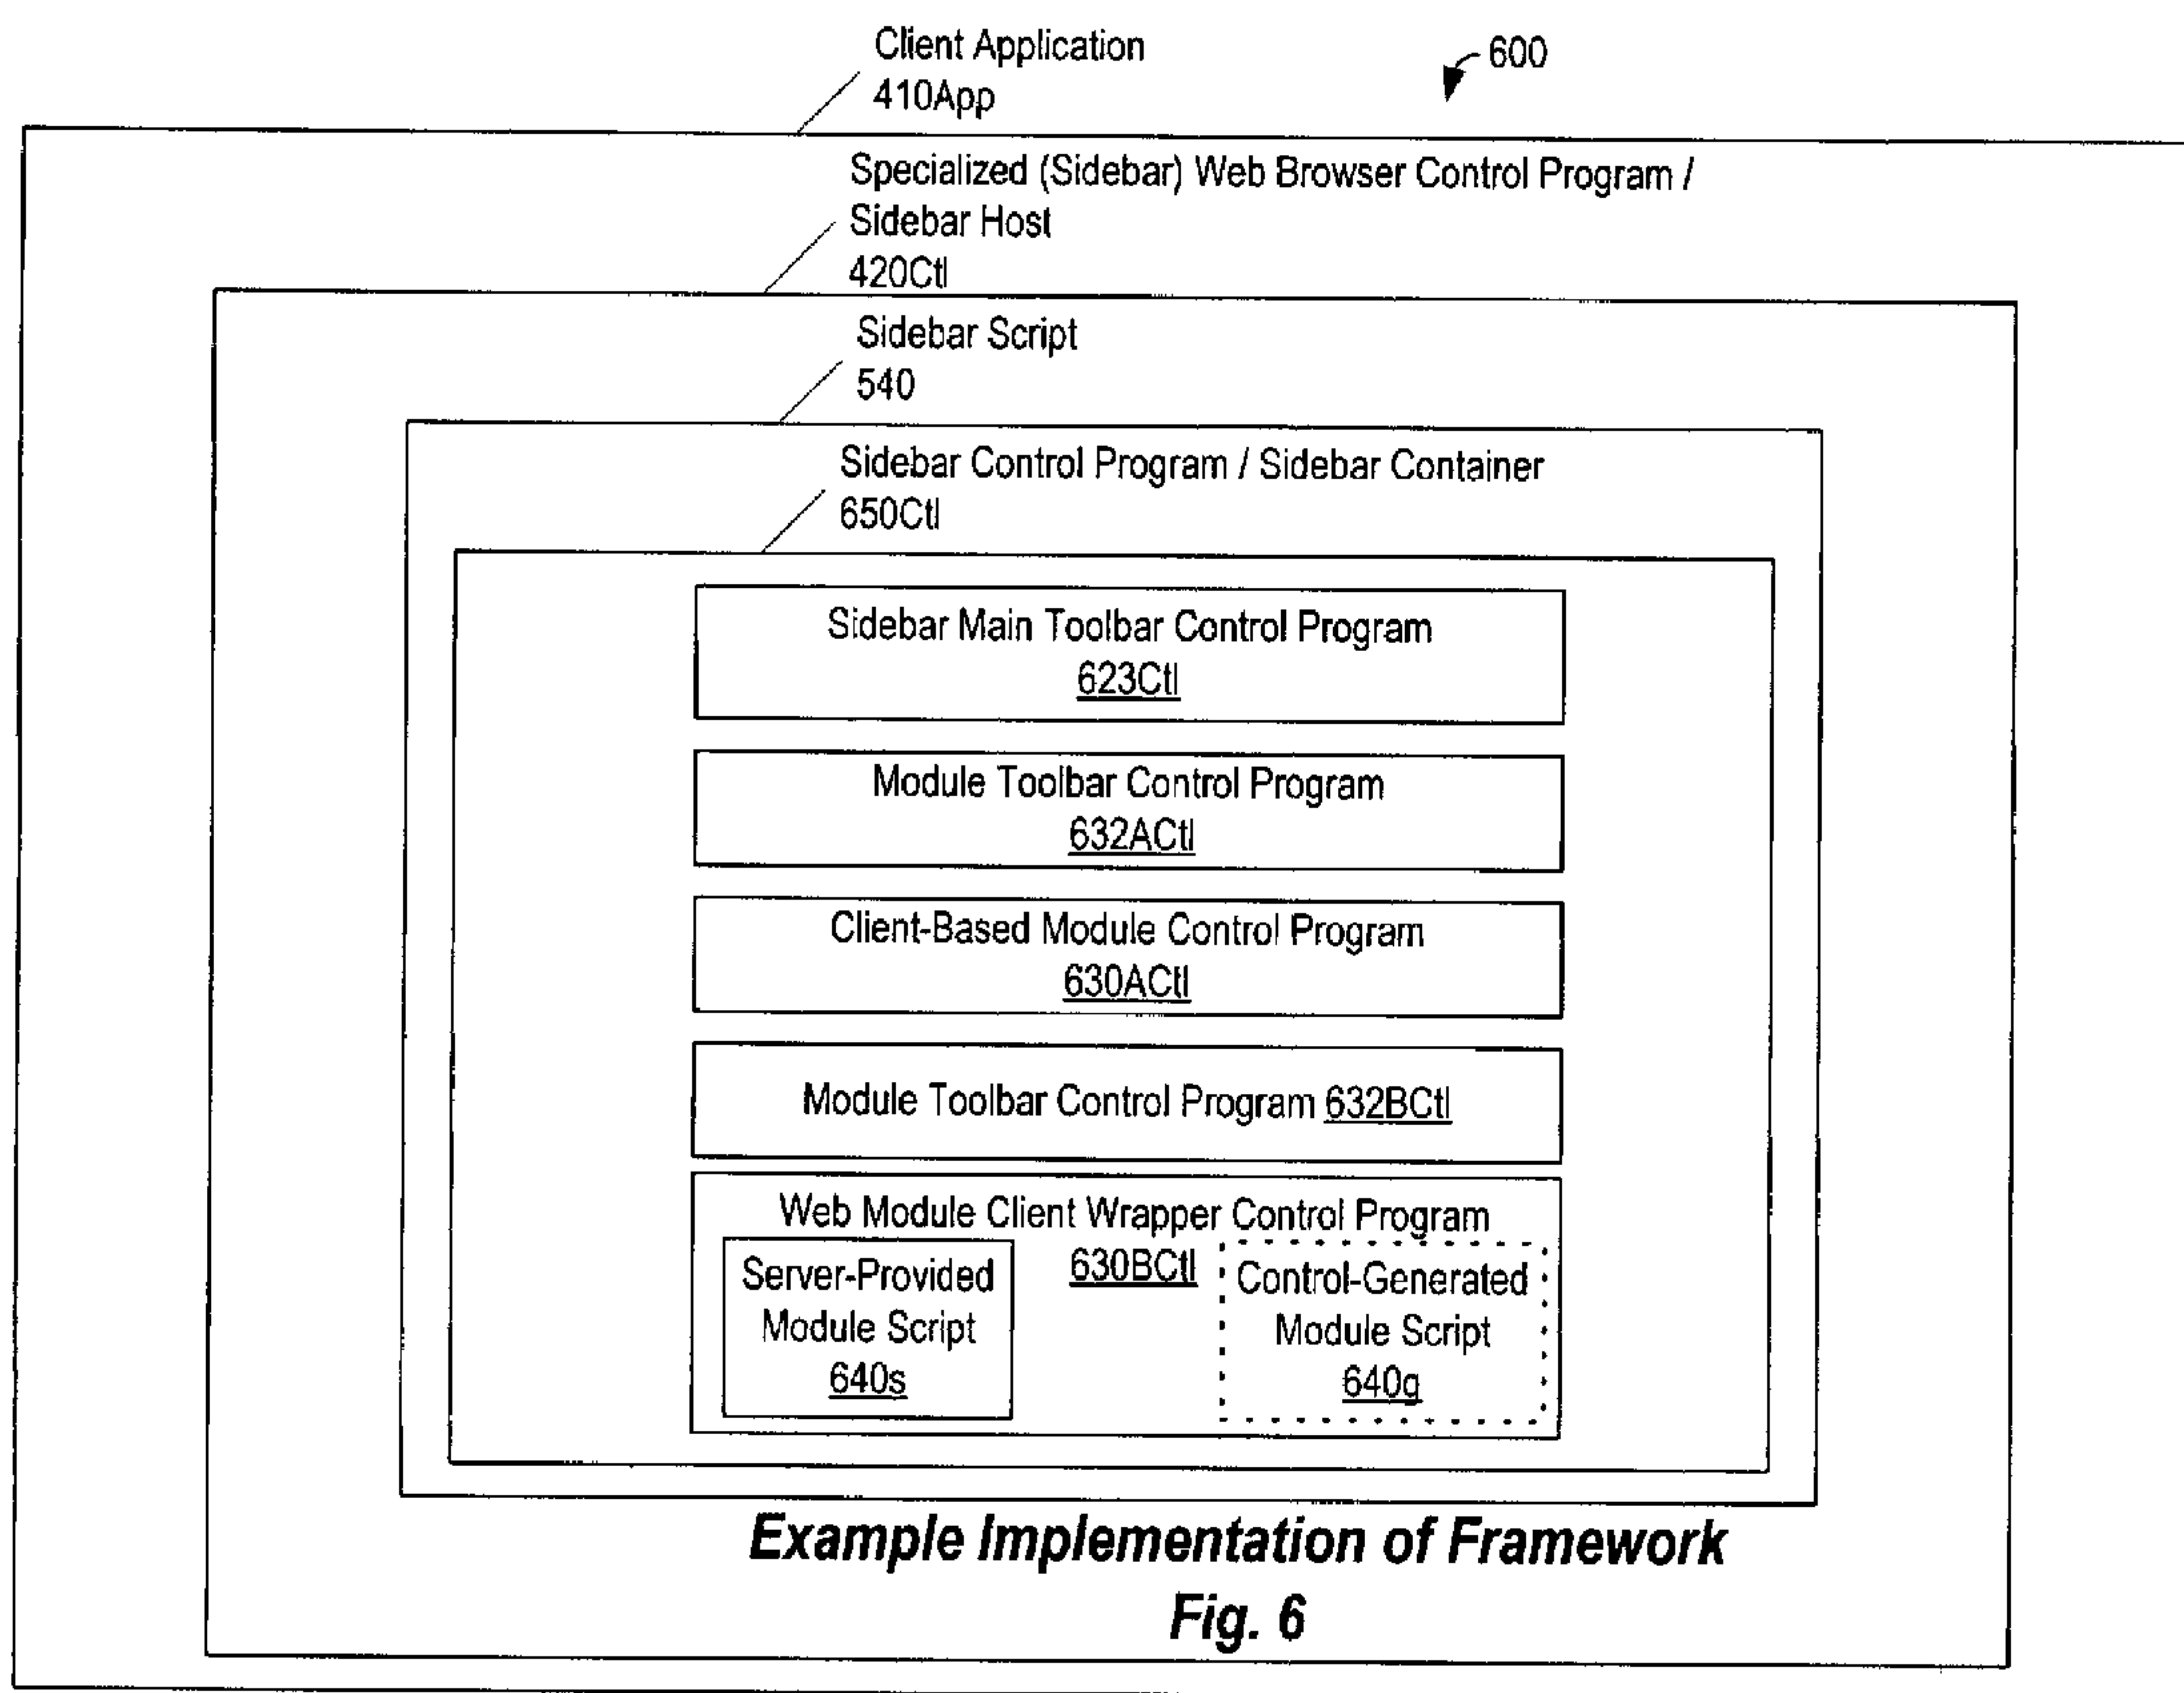 Client Application
410App
600
Specialized (Sidebar) Web Browser Control Program /
Sidebar Host
420Ctl
Sidebar Script
540
Sidebar Control Program / Sidebar Container
650Ctl
Sidebar Main Toolbar Control Program
623Ctl
Module Toolbar Control Program
632ACtl
Client-Based Module Control Program
630ACtl
Module Toolbar Control Program 632BCtl
Web Module Client Wrapper Control Program
630BCtl
Server-Provided
Module Script
640s
Control-Generated
Module Script
640g
Example Implementation of Framework
Fig. 6